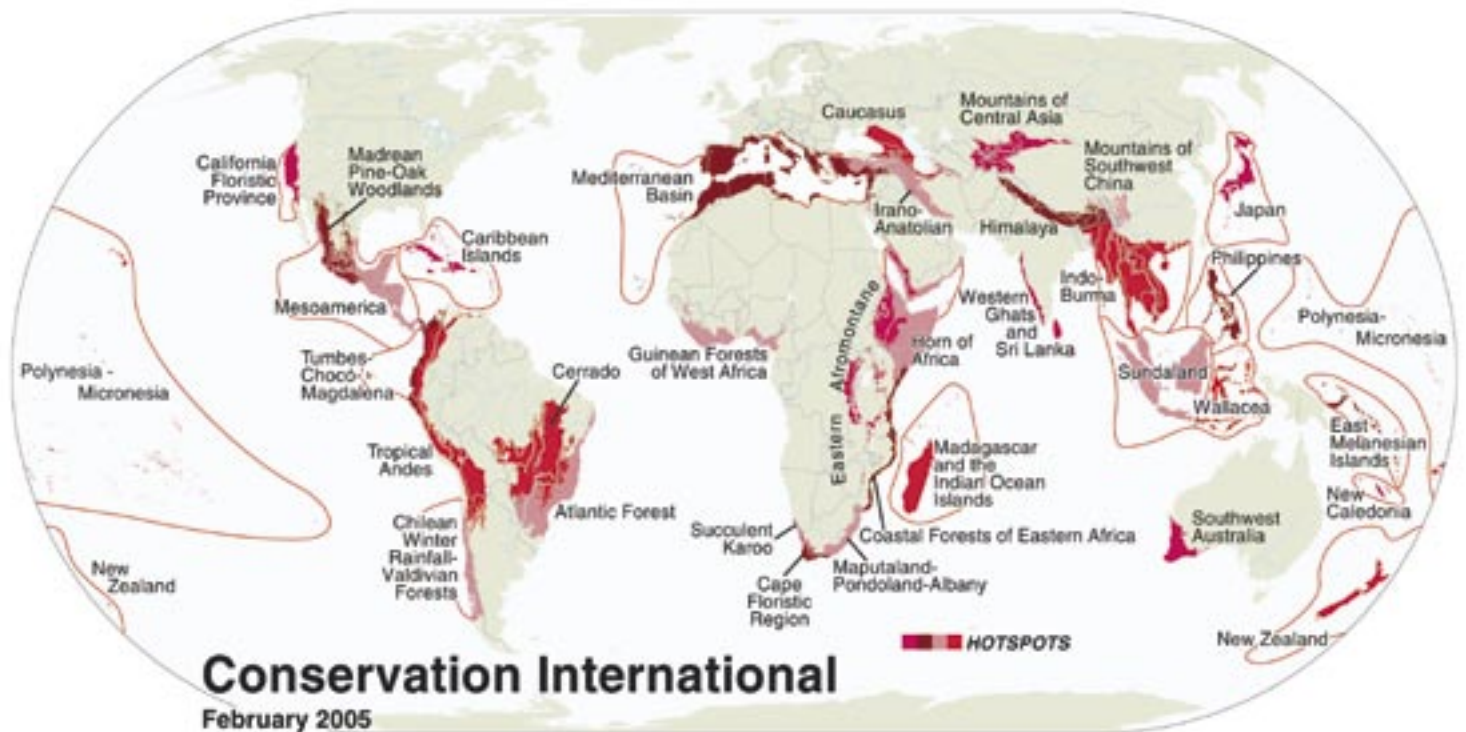 Caucasus
Mountains of
Central Asia
California
Floristic
Province
Madrean
Pine-Oak
Woodlands
Mediterranean
Basin
Mountains of
Southwest
China
Irano-
Anatolian
Himalaya
Japan
Caribbean
Islands
Philippines
Mesoamerica
Indo-
Burma
Western
Ghats
and
Sri Lanka
Polynesia-
Micronesia
Guinean Forests
of West Africa
Eastern Afromontane
Horn of
Africa
Tumbes-
Chocó-
Magdalena
Polynesia -
Micronesia
Cerrado
Sundaland
Wallacea
East
Melanesian
Islands
Tropical
Andes
Madagascar
and the
Indian Ocean
Islands
New
Caledonia
Atlantic Forest
Chilean
Winter
Rainfall-
Valdivian
Forests
Succulent
Karoo
Coastal Forests of Eastern Africa
Southwest
Australia
New
Zealand
Cape
Floristic
Region
Maputaland-
Pondoland-Albany
HOTSPOTS
New Zealand
Conservation International
February 2005